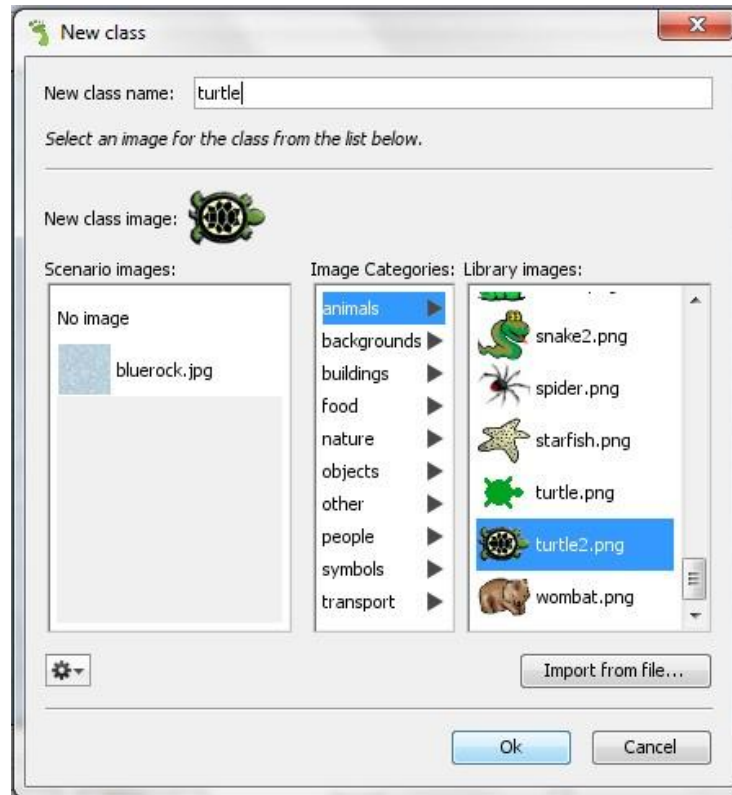 New class
New class name: turtle
Select an image for the class from the list below.
New class image:
Scenario images:
No image
bluerock.jpg
Image Categories:
animals
backgrounds
buildings
food
nature
objects
other
people
symbols
transport
Library images:
snake2.png
spider.png
starfish.png
turtle.png
turtle2.png
wombat.png
Import from file...
Ok
Cancel